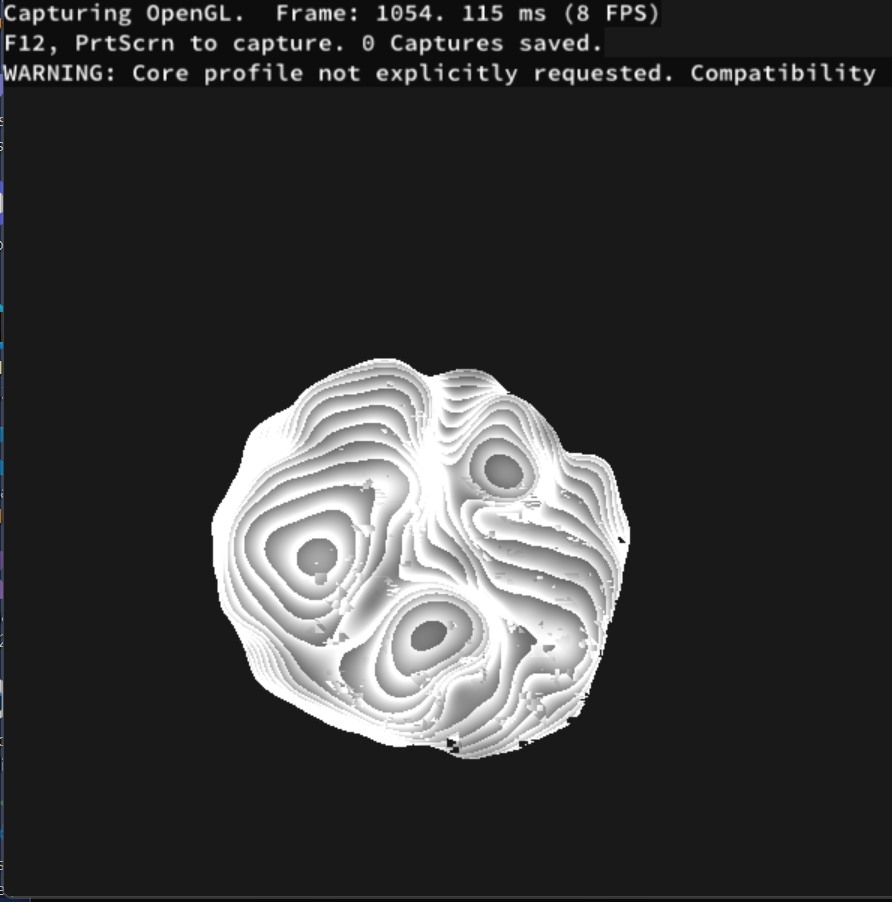 Capturing OpenGL.  Frame: 1054. 115 ms (8 FPS)
F12, PrtScrn to capture. 0 Captures saved.
WARNING: Core profile not explicitly requested. Compatibility